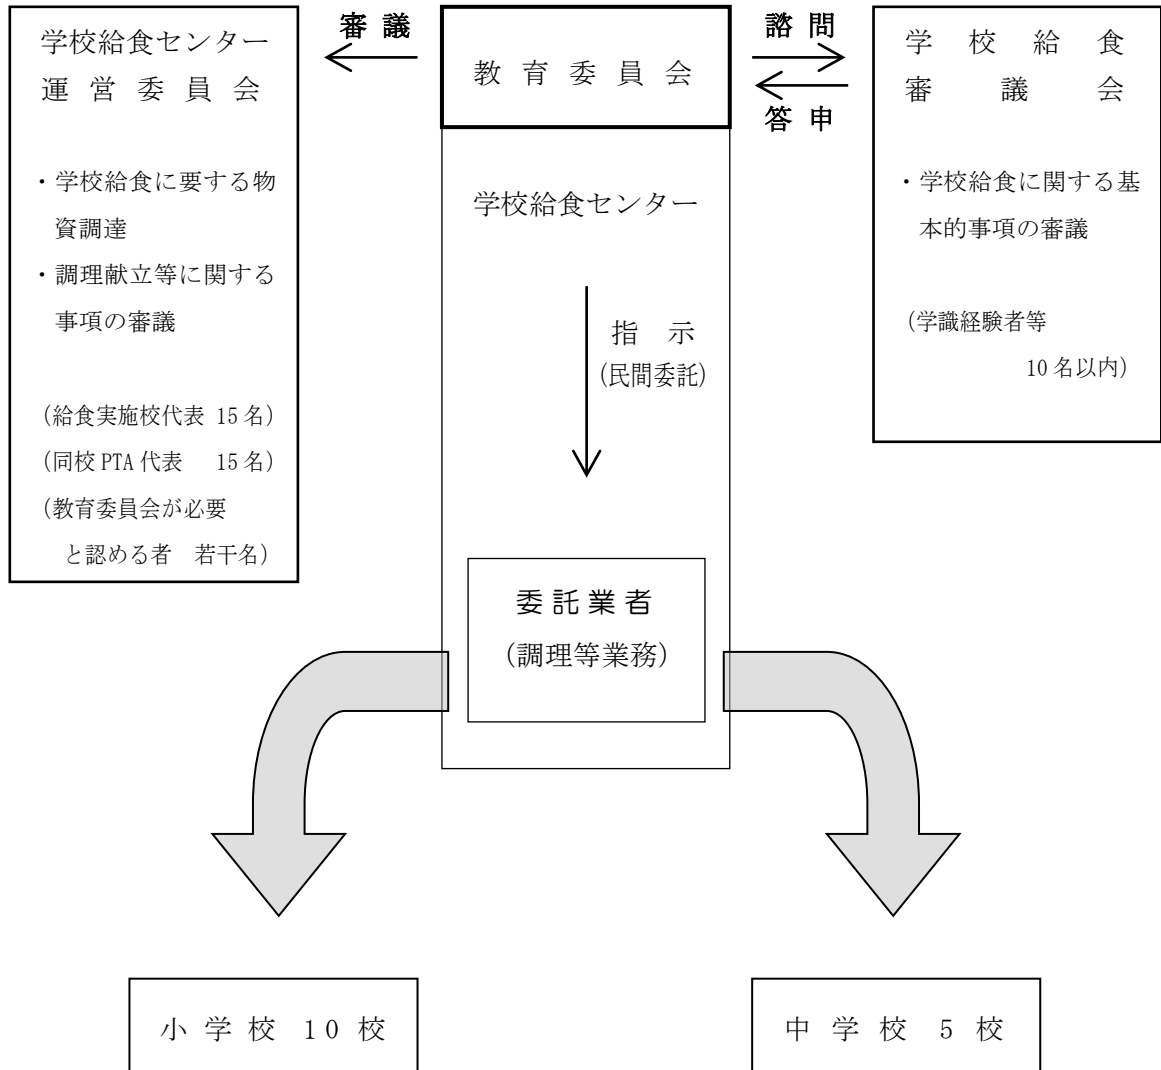 学校給食センター
運営委員会
・学校給食に要する物
資調達
・調理献立等に関する
事項の審議
(給食実施校代表 15名)
(同校PTA代表 15名)
(教育委員会が必要
と認める者 若干名)
審議
教育委員会
諮問
答申
学校給食
審議会
・学校給食に関する基
本的事項の審議
(学識経験者等
10名以内)
学校給食センター
指示
(民間委託)
委託業者
(調理等業務)
小学校 10校
中学校 5校